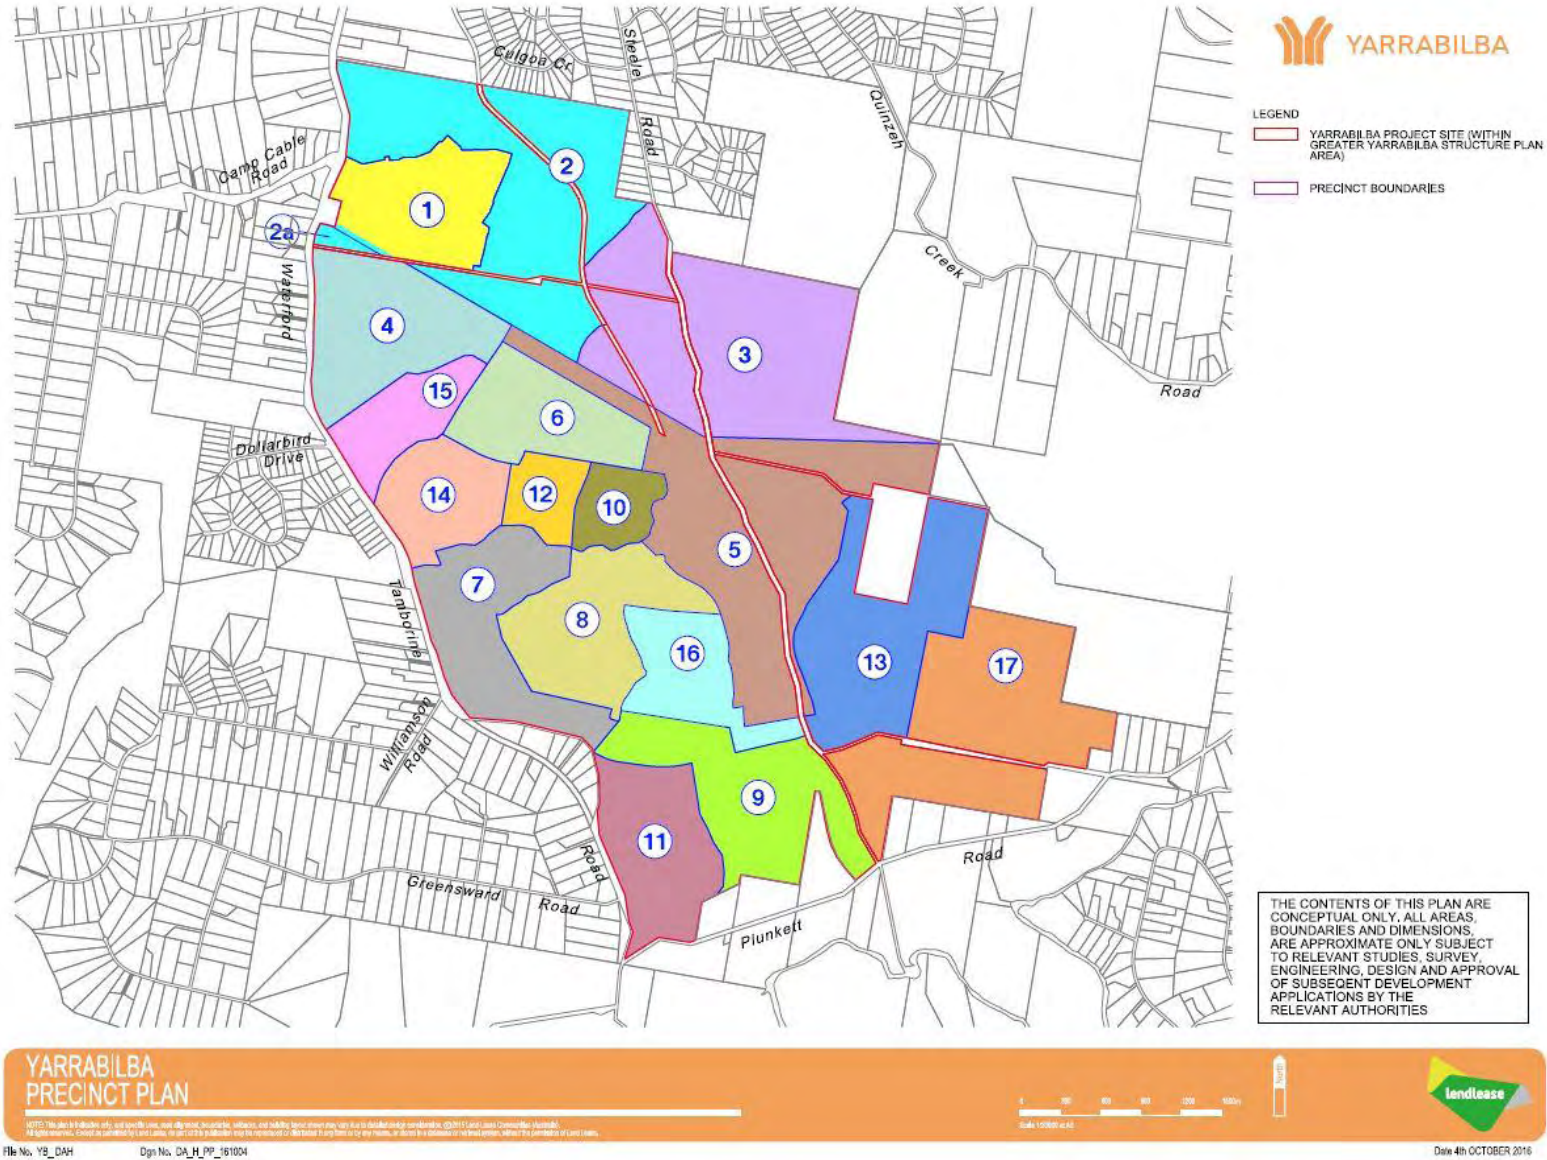 YARRABILBA
LEGEND
YARRABILBA PROJECT SITE (WITHIN
GREATER YARRABILBA STRUCTURE PLAN
AREA)
PRECINCT BOUNDARIES
Culgoa Cr
Steele
Road
Quinzeh
Creek
Road
Camp Cable
Road
Waterford
Dollarbird
Drive
Tamborine
Williamson
Road
Road
Greensward
Road
Plunkett
Road
1
2
2a
3
4
15
6
14
12
10
5
7
8
16
13
17
9
11
THE CONTENTS OF THIS PLAN ARE
CONCEPTUAL ONLY. ALL AREAS,
BOUNDARIES AND DIMENSIONS,
ARE APPROXIMATE ONLY SUBJECT
TO RELEVANT STUDIES, SURVEY,
ENGINEERING, DESIGN AND APPROVAL
OF SUBSEQENT DEVELOPMENT
APPLICATIONS BY THE
RELEVANT AUTHORITIES
YARRABILBA
PRECINCT PLAN
North
lendlease
File No. YB_DAH
Dgn No. DA_H_PP_161004
Date 4th OCTOBER 2016